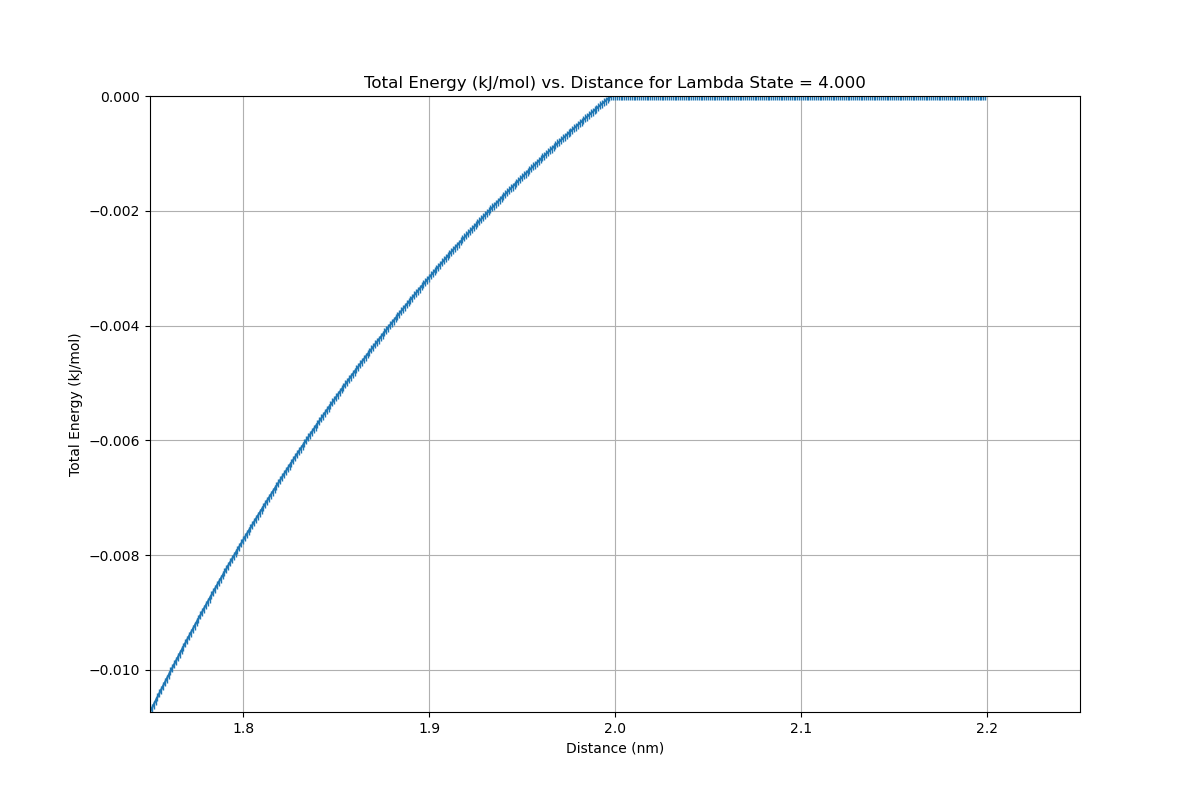 Total Energy (kJ/mol) vs. Distance for Lambda State = 4.000
0.000
−0.002
−0.004
−0.006
−0.008
−0.010
Total Energy (kJ/mol)
1.8 1.9 2.0 2.1 2.2
Distance (nm)